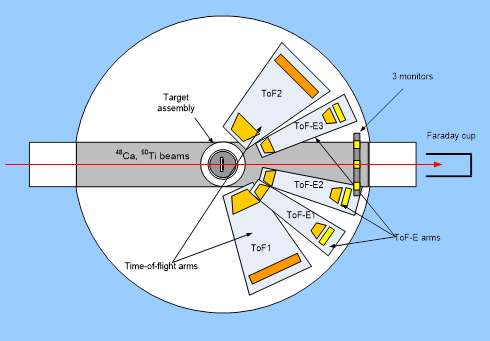 3 monitors
Target
assembly
ToF2
ToF-E3
Faraday cup
⁴⁸Ca, ⁵⁰Ti beams
ToF-E2
ToF-E1
ToF1
ToF-E arms
Time-of-flight arms